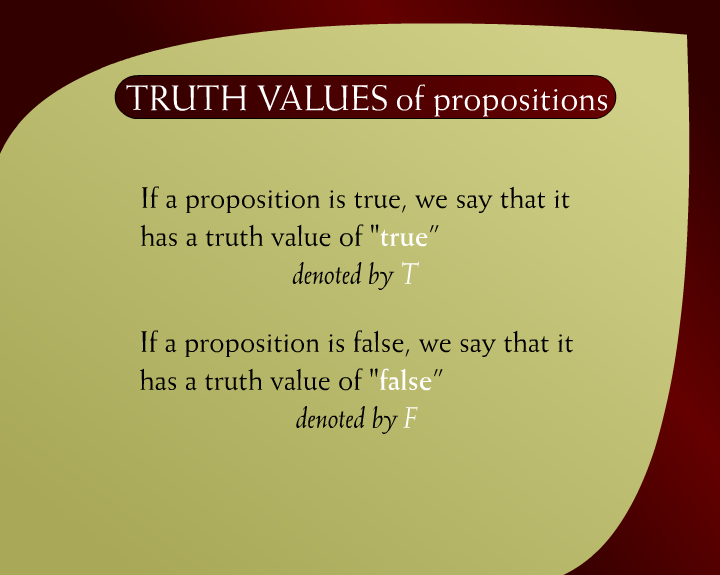 TRUTH VALUES of propositions
If a proposition is true, we say that it
has a truth value of "true”
denoted by T
If a proposition is false, we say that it
has a truth value of "false”
denoted by F